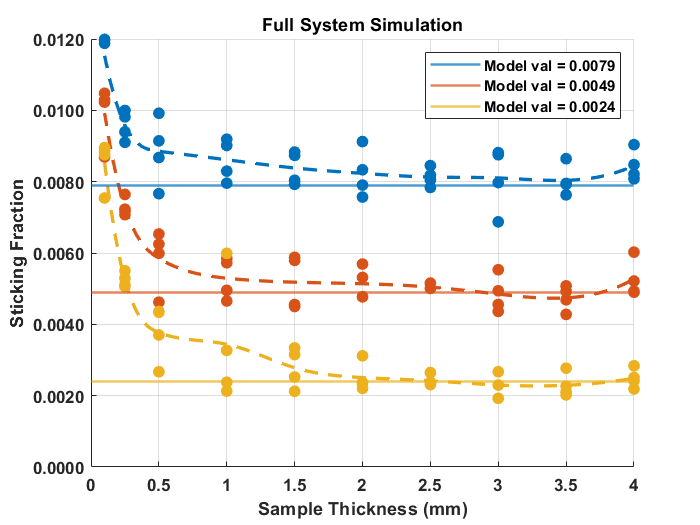 Full System Simulation
Model val = 0.0079
Model val = 0.0049
Model val = 0.0024
Sticking Fraction
0.0120
0.0100
0.0080
0.0060
0.0040
0.0020
0.0000
0 0.5 1 1.5 2 2.5 3 3.5 4
Sample Thickness (mm)